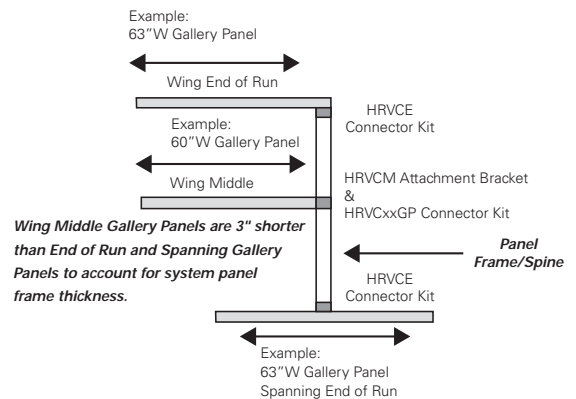 Example:
63”W Gallery Panel
Wing End of Run
HRVCE
Connector Kit
Example:
60”W Gallery Panel
Wing Middle
HRVCM Attachment Bracket
&
HRVCxxGP Connector Kit
Wing Middle Gallery Panels are 3" shorter
than End of Run and Spanning Gallery
Panels to account for system panel
frame thickness.
Panel
Frame/Spine
HRVCE
Connector Kit
Example:
63”W Gallery Panel
Spanning End of Run